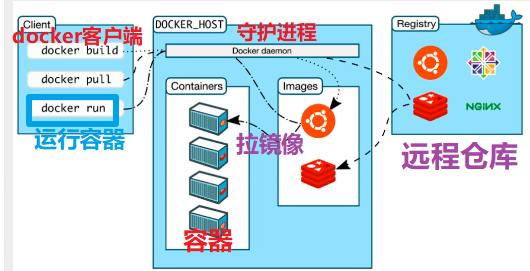 Client
docker客户端
docker build
docker pull
docker run
运行容器
DOCKER_HOST
守护进程
Docker daemon
Containers
容器
Images
拉镜像
Registry
NGINX
远程仓库